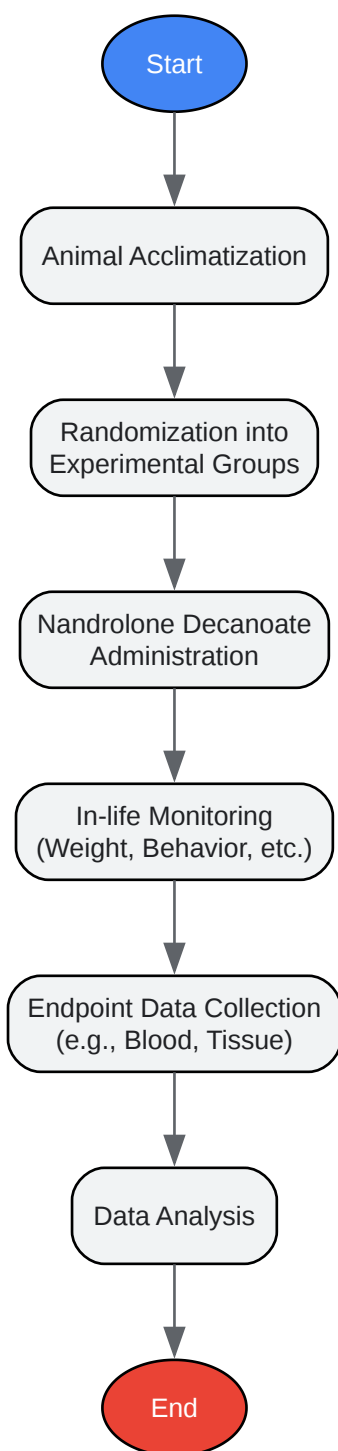 Start
Animal Acclimatization
Randomization into
Experimental Groups
Nandrolone Decanoate
Administration
In-life Monitoring
(Weight, Behavior, etc.)
Endpoint Data Collection
(e.g., Blood, Tissue)
Data Analysis
End